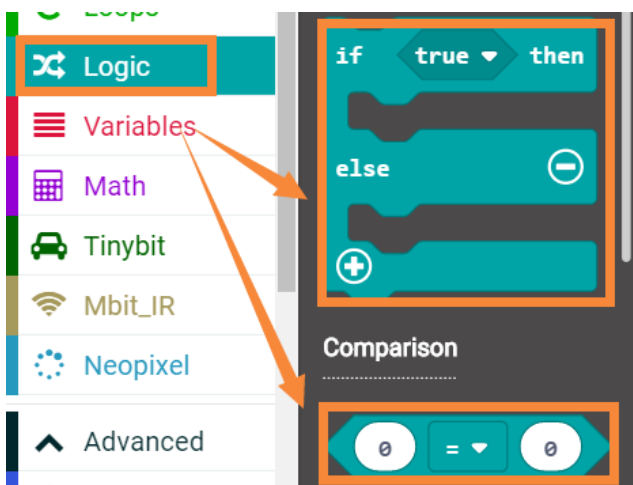 Loops
Logic
Variables
Math
Tinybit
Mbit_IR
Neopixel
Advanced
if true then
else
Comparison
0 = 0